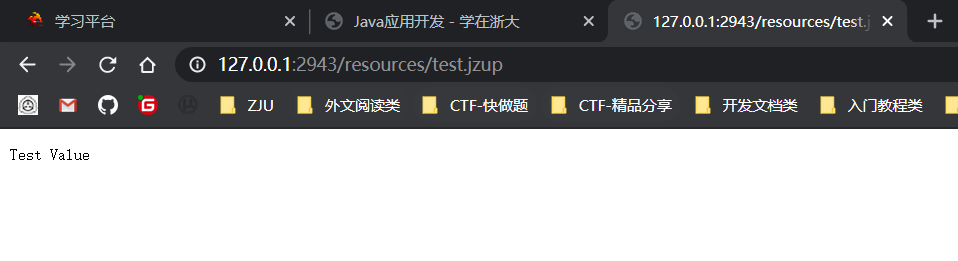 学习平台
Java应用开发 - 学在浙大
127.0.0.1:2943/resources/test.j
127.0.0.1:2943/resources/test.jzup
ZJU
外文阅读类
CTF-快做题
CTF-精品分享
开发文档类
入门教程类
Test Value